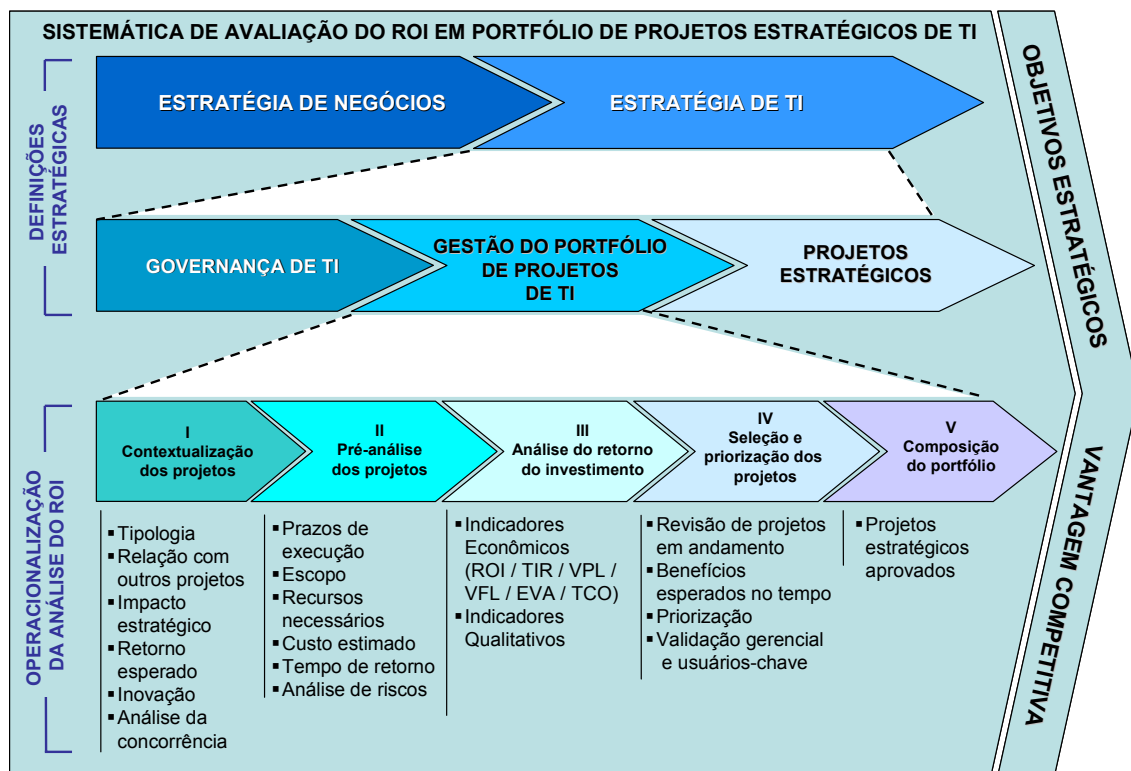 SISTEMÁTICA DE AVALIAÇÃO DO ROI EM PORTFÓLIO DE PROJETOS ESTRATÉGICOS DE TI
DEFINIÇÕES
ESTRATÉGICAS
ESTRATÉGIA DE NEGÓCIOS
ESTRATÉGIA DE TI
GOVERNANÇA DE TI
GESTÃO DO PORTFÓLIO
DE PROJETOS
DE TI
PROJETOS
ESTRATÉGICOS
OBJETIVOS ESTRATÉGICOS
VANTAGEM COMPETITIVA
OPERACIONALIZAÇÃO
DA ANÁLISE DO ROI
I
Contextualização
dos projetos
II
Pré-análise
dos projetos
III
Análise do retorno
do investimento
IV
Seleção e
priorização dos
projetos
V
Composição
do portfólio
▪ Tipologia
▪ Relação com
outros projetos
▪ Impacto
estratégico
▪ Retorno
esperado
▪ Inovação
▪ Análise da
concorrência
▪ Prazos de
execução
▪ Escopo
▪ Recursos
necessários
▪ Custo estimado
▪ Tempo de retorno
▪ Análise de riscos
▪ Indicadores
Econômicos
(ROI / TIR / VPL /
VFL / EVA / TCO)
▪ Indicadores
Qualitativos
▪ Revisão de projetos
em andamento
▪ Benefícios
esperados no tempo
▪ Priorização
▪ Validação gerencial
e usuários-chave
▪ Projetos
estratégicos
aprovados